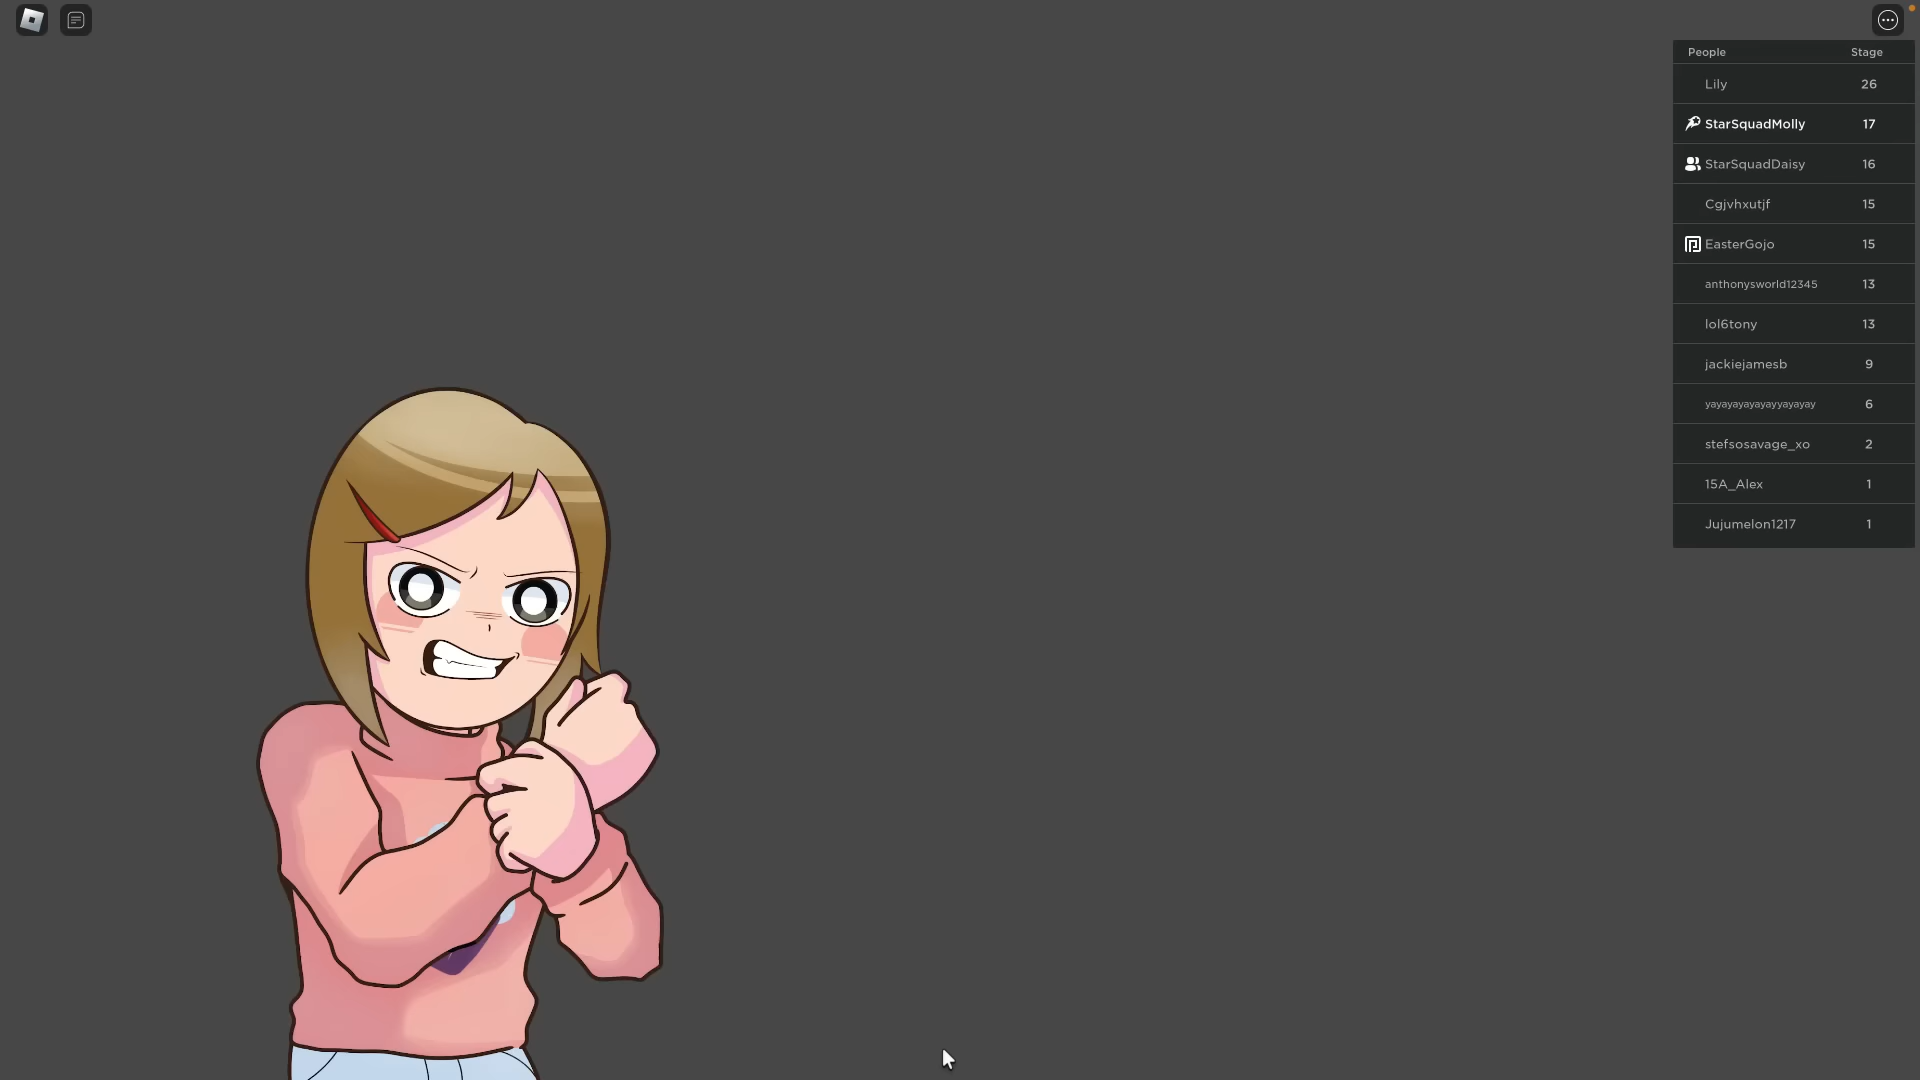 People Stage
Lily 26
StarSquadMolly 17
StarSquadDaisy 16
Cgjvhxutjf 15
EasterGojo 15
anthonysworld12345 13
lol6tony 13
jackiejamesb 9
yayayayayayayyayayay 6
stefsosavage_xo 2
15A_Alex 1
Jujumelon1217 1